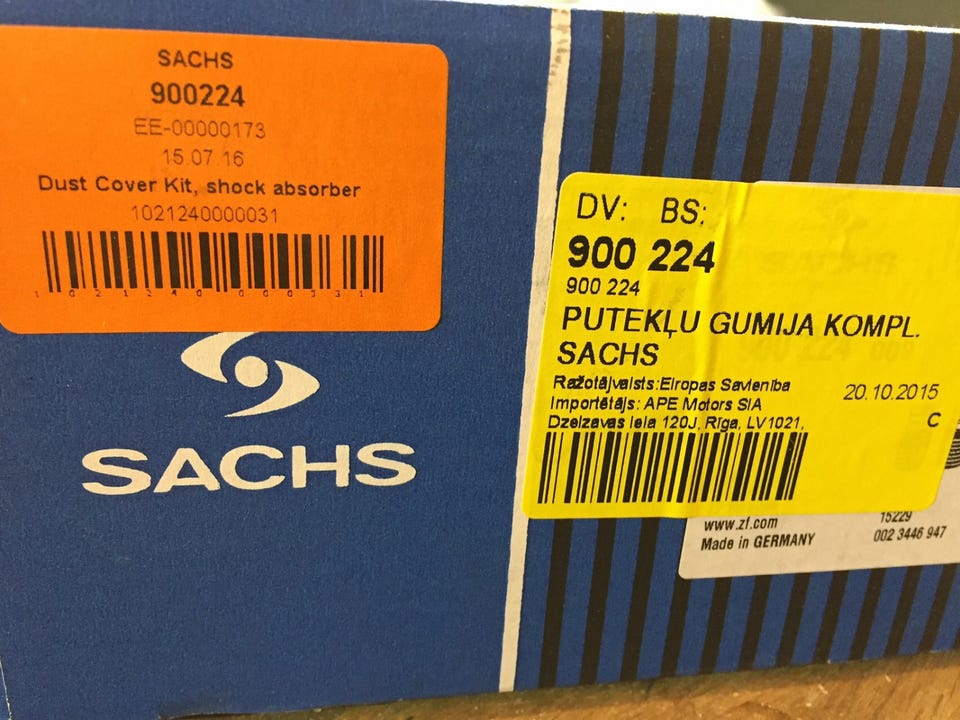 SACHS
900224
EE-00000173
15.07.16
Dust Cover Kit, shock absorber
1021240000031
SACHS
DV: BS:
900 224
900 224
PUTEKĻU GUMIJA KOMPL.
SACHS
Ražotājvalsts:Eiropas Savienība
20.10.2015
Importētājs: APE Motors SIA
C
Dzelzavas iela 120J, Rīga, LV1021,
www.zf.com
15229
Made in GERMANY
002 3446 947